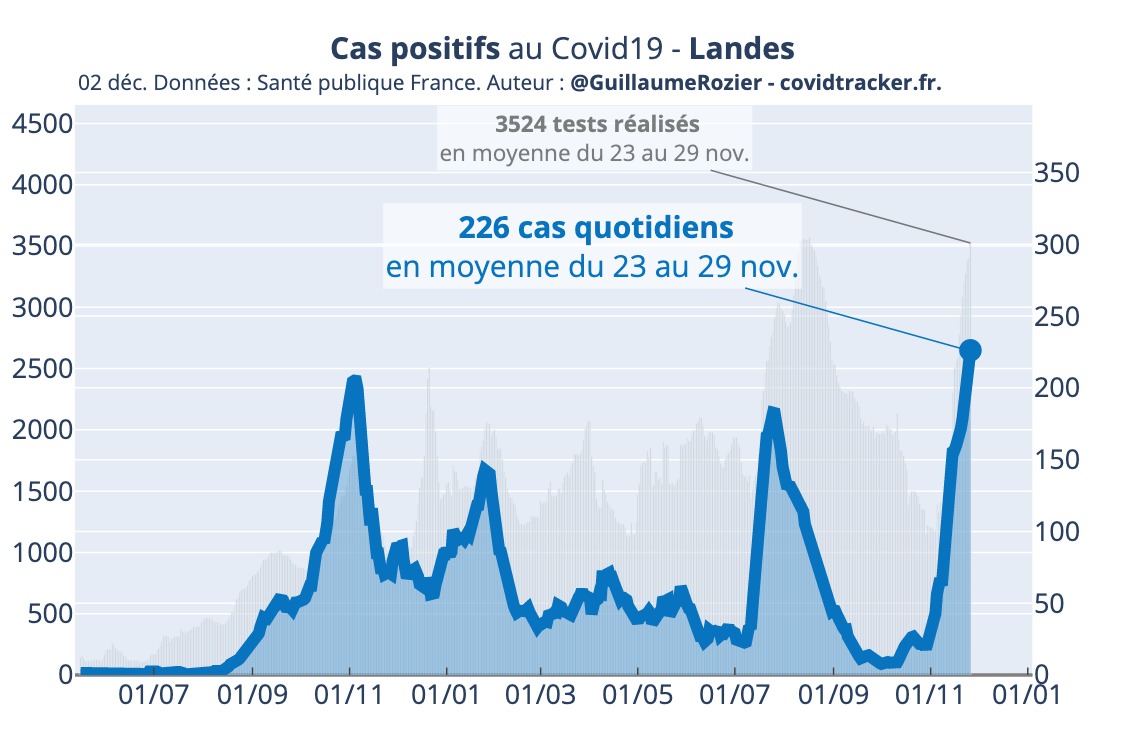 Cas positifs au Covid19 - Landes
02 déc. Données : Santé publique France. Auteur : @GuillaumeRozier - covidtracker.fr.
3524 tests réalisés
en moyenne du 23 au 29 nov.
226 cas quotidiens
en moyenne du 23 au 29 nov.
4500
4000
3500
3000
2500
2000
1500
1000
500
0
350
300
250
200
150
100
50
0
01/07 01/09 01/11 01/01 01/03 01/05 01/07 01/09 01/11 01/01